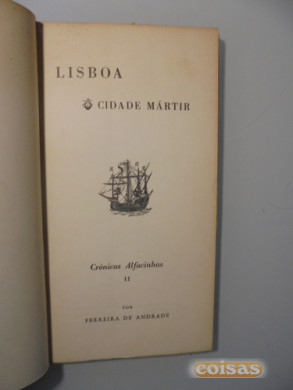 LISBOA
CIDADE MÁRTIR
Crónicas Alfacinhas
II
POR
FERREIRA DE ANDRADE
coisas